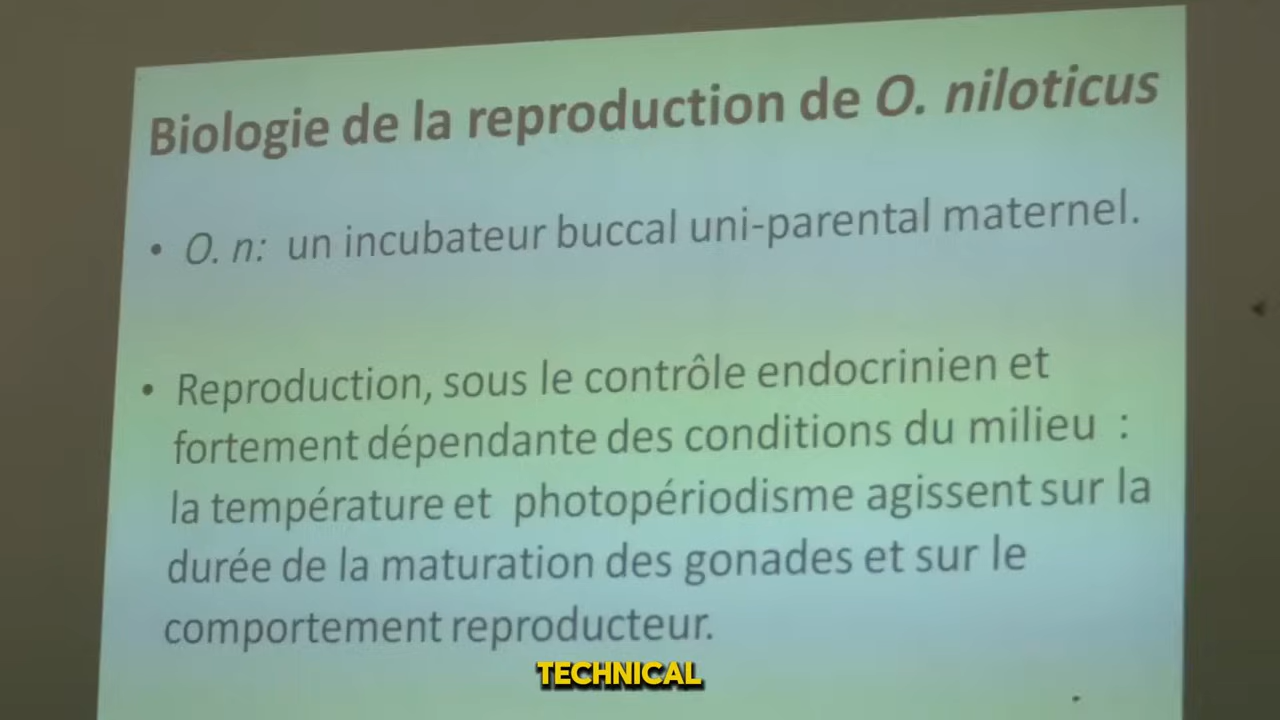 Biologie de la reproduction de O. niloticus
• O. n: un incubateur buccal uni-parental maternel.
• Reproduction, sous le contrôle endocrinien et
fortement dépendante des conditions du milieu :
la température et photopériodisme agissent sur la
durée de la maturation des gonades et sur le
comportement reproducteur.
TECHNICAL